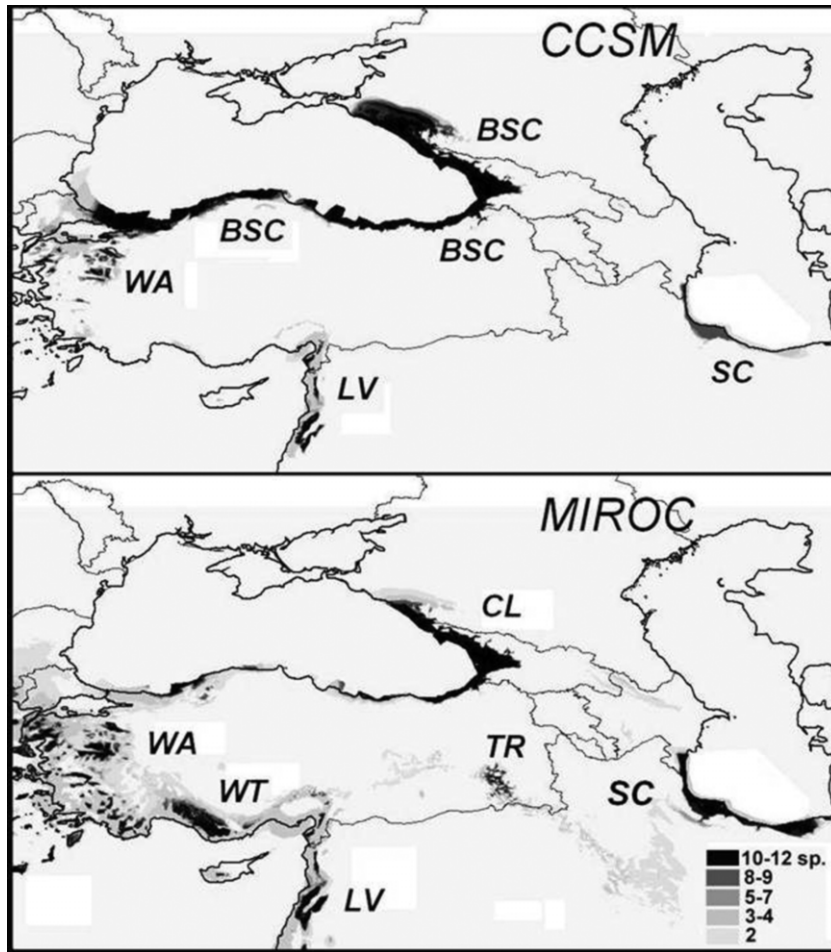 CCSM
BSC
BSC
BSC
WA
SC
LV
MIROC
CL
WA
TR
WT
SC
LV
10-12 sp.
8-9
5-7
3-4
2